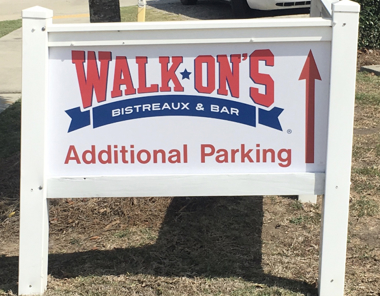 WALK★ON'S
BISTREAUX & BAR
®
Additional Parking